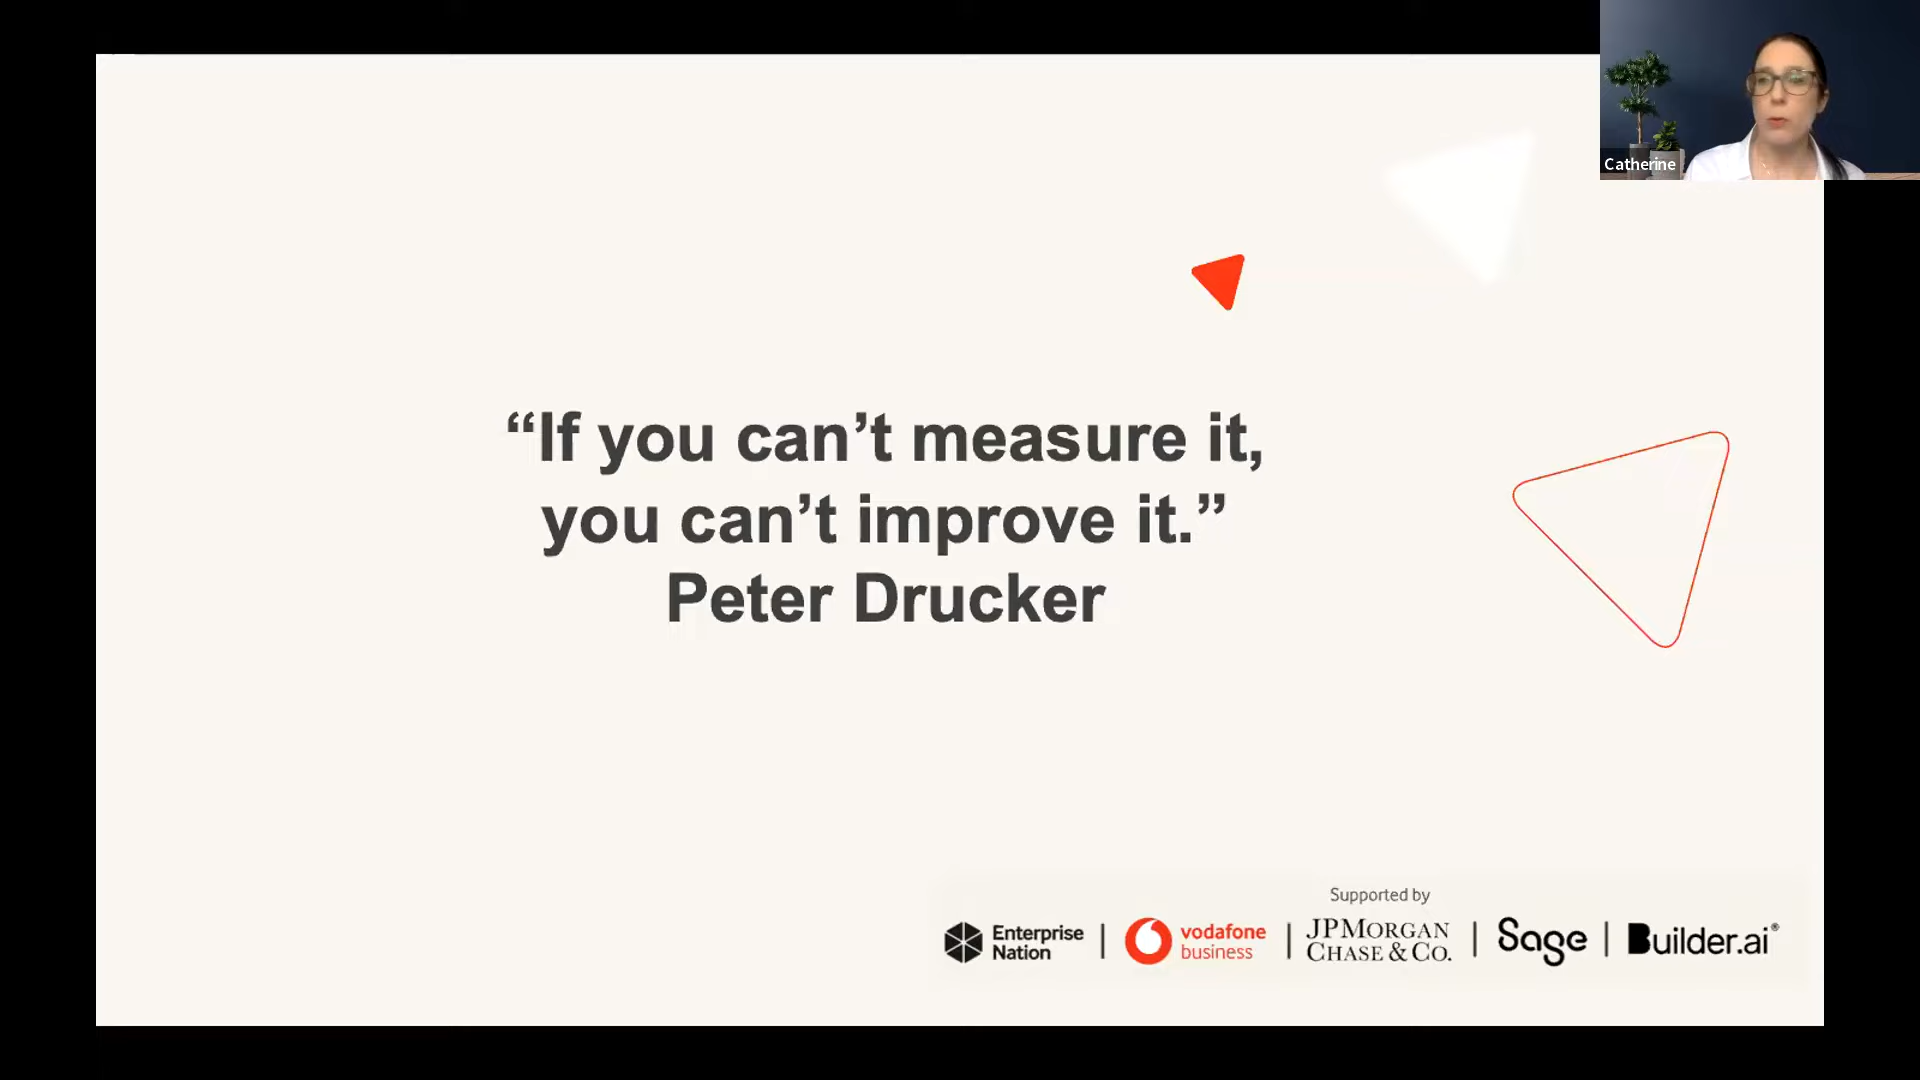 Catherine
“If you can’t measure it,
you can’t improve it.”
Peter Drucker
Supported by
Enterprise
Nation
vodafone
business
JPMORGAN
CHASE & CO.
Sage
Builder.ai®